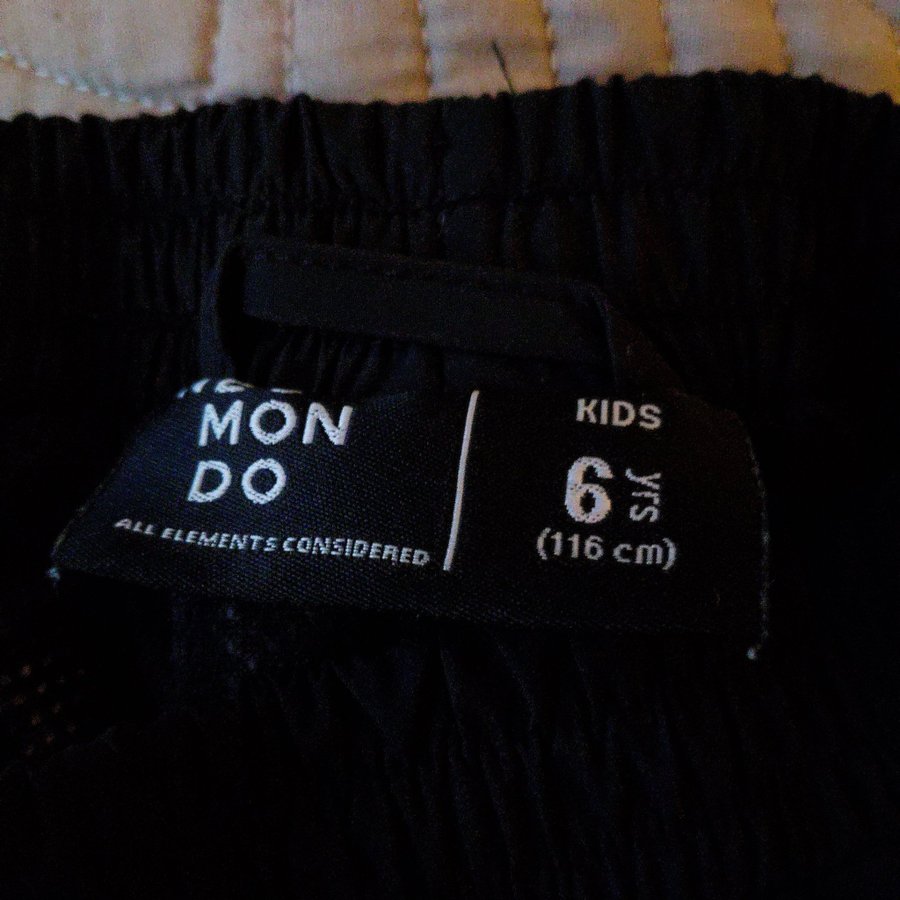 MON
DO
ALL ELEMENTS CONSIDERED
KIDS
6 yrs
(116 cm)